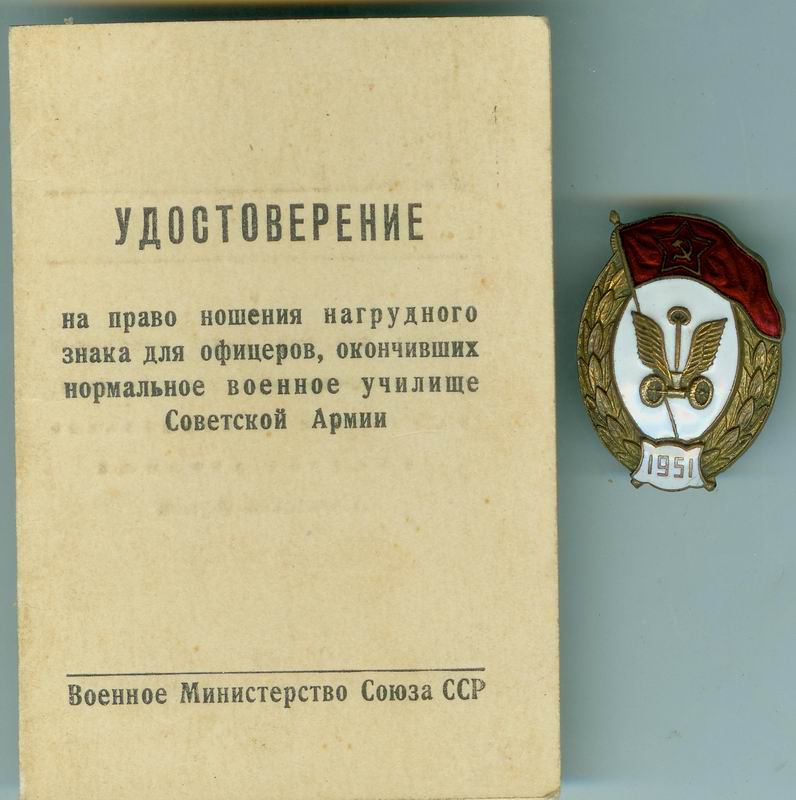 УДОСТОВЕРЕНИЕ
на право ношения нагрудного
знака для офицеров, окончивших
нормальное военное училище
Советской Армии
Военное Министерство Союза ССР
1951